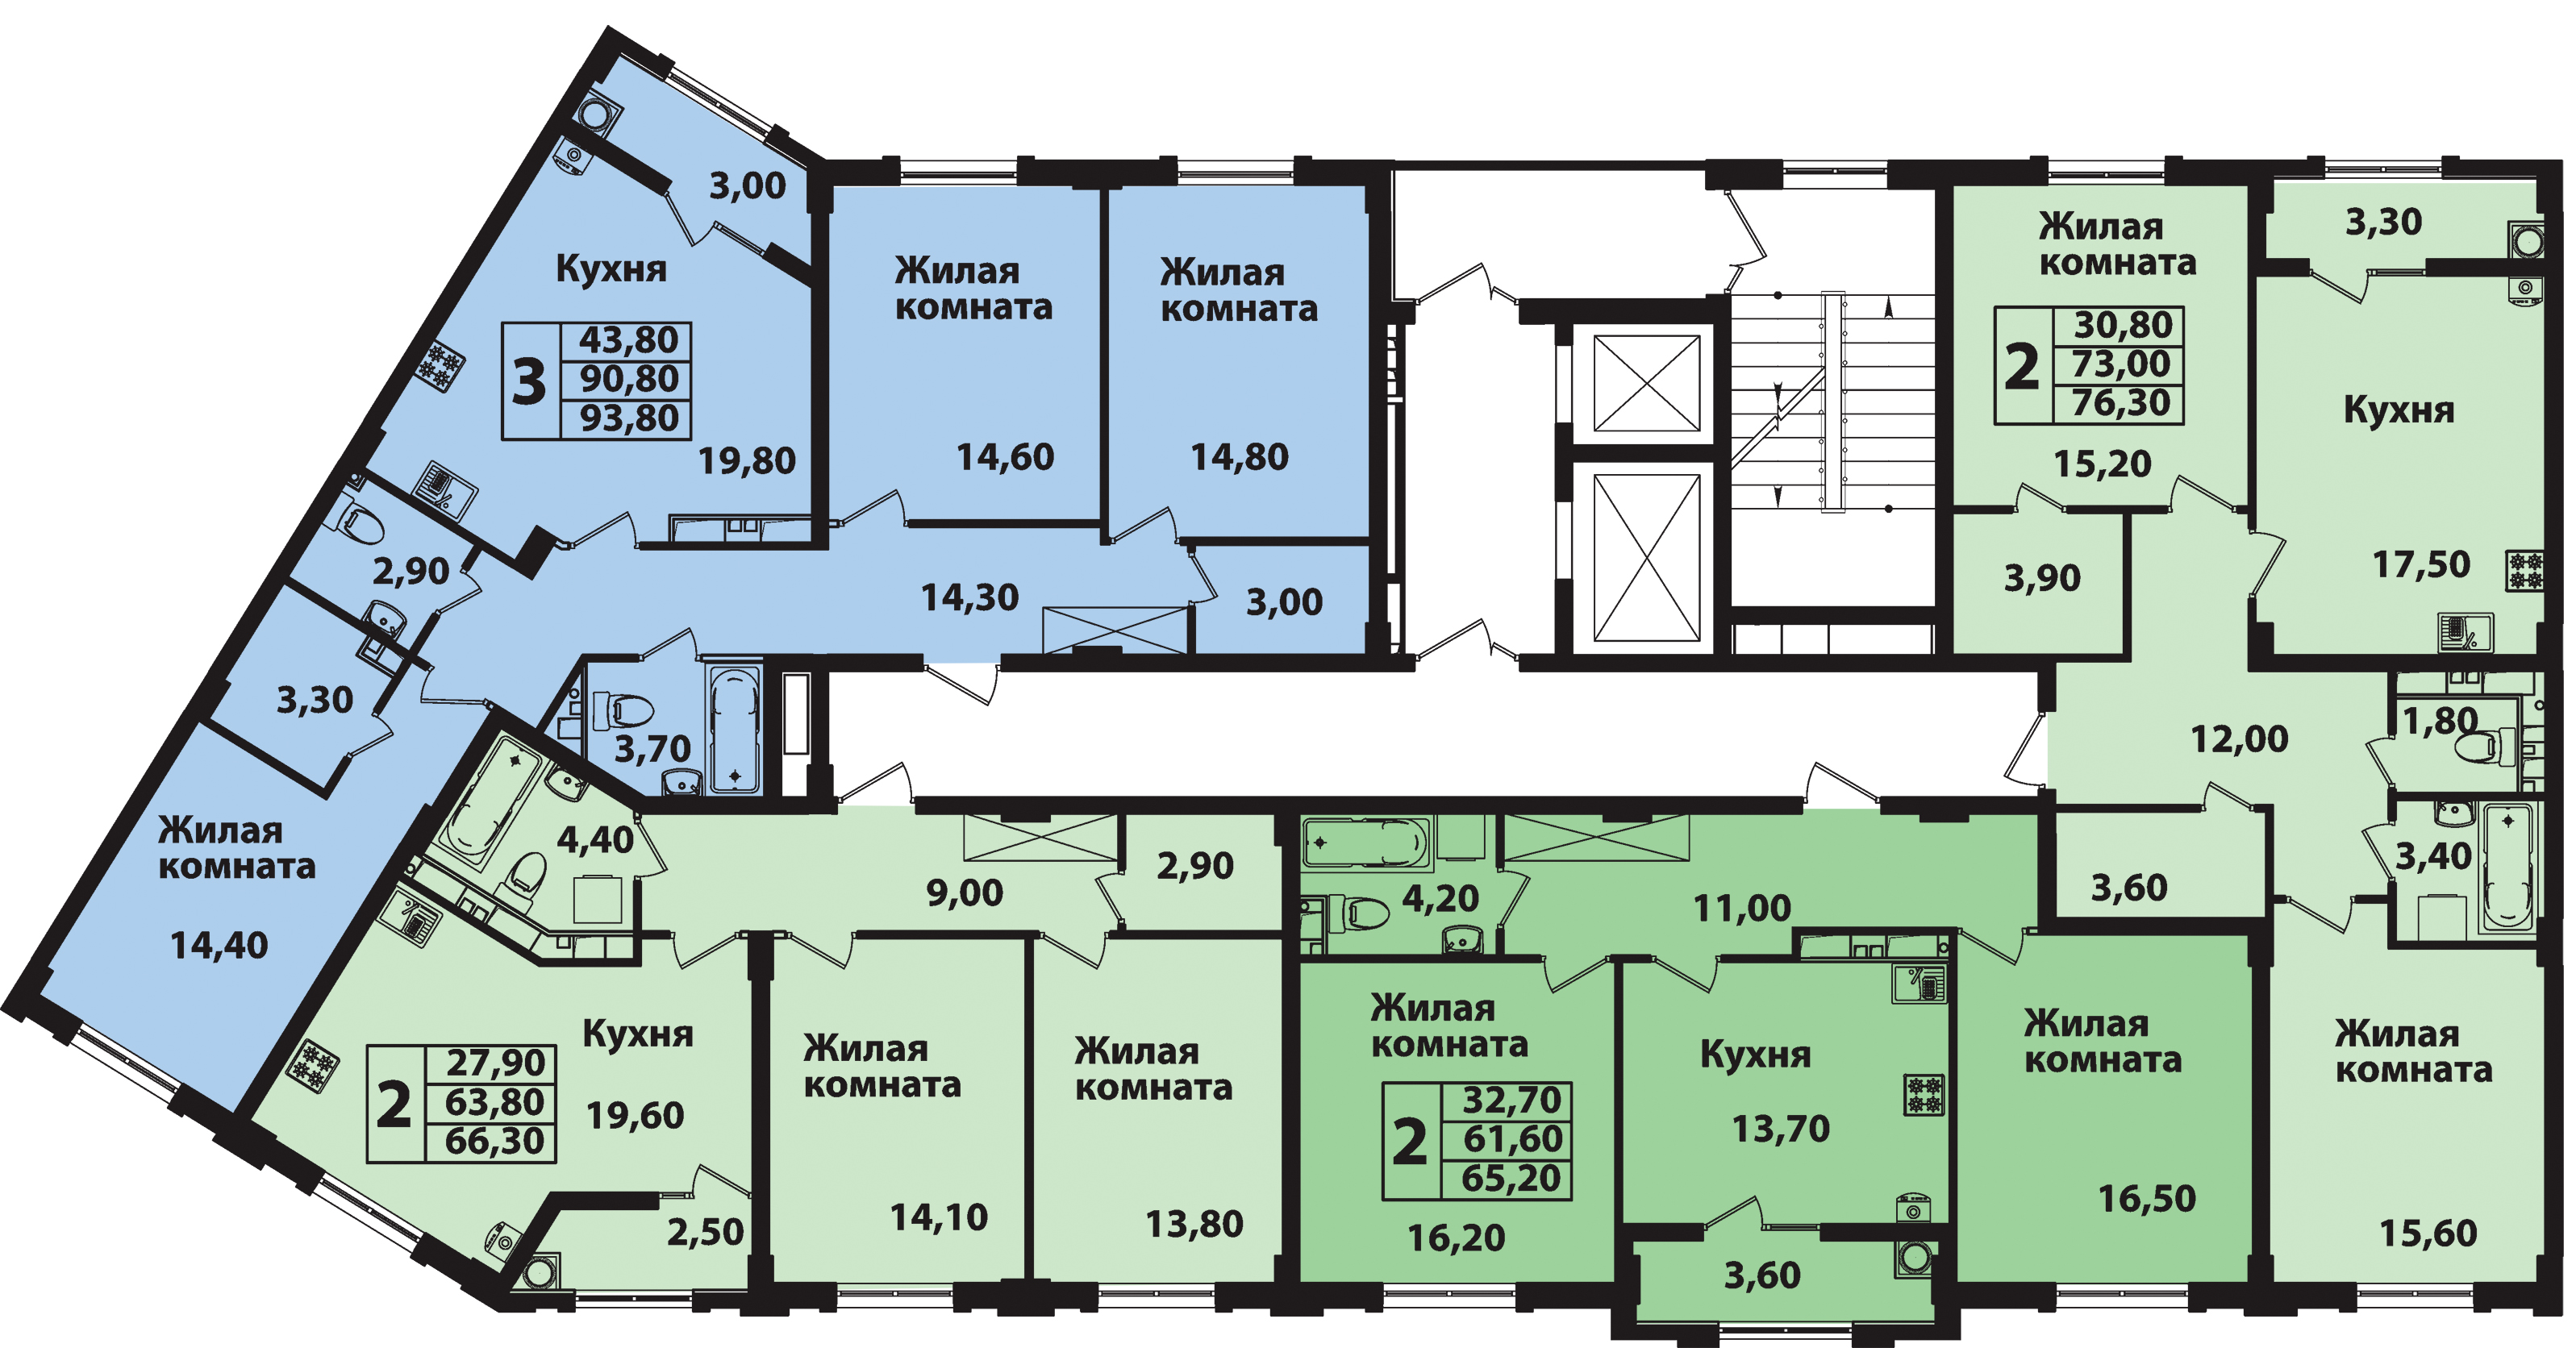 3,00
Кухня
3
43,80
90,80
93,80
19,80
Жилая
комната
14,60
Жилая
комната
14,80
2,90
14,30
3,00
3,30
3,70
Жилая
комната
14,40
Жилая
комната
2
30,80
73,00
76,30
15,20
3,30
Кухня
17,50
3,90
12,00
1,80
3,40
3,60
Жилая
комната
15,60
4,40
9,00
2,90
Кухня
2
27,90
63,80
66,30
19,60
2,50
Жилая
комната
14,10
Жилая
комната
13,80
4,20
11,00
Жилая
комната
2
32,70
61,60
65,20
16,20
Кухня
13,70
3,60
Жилая
комната
16,50